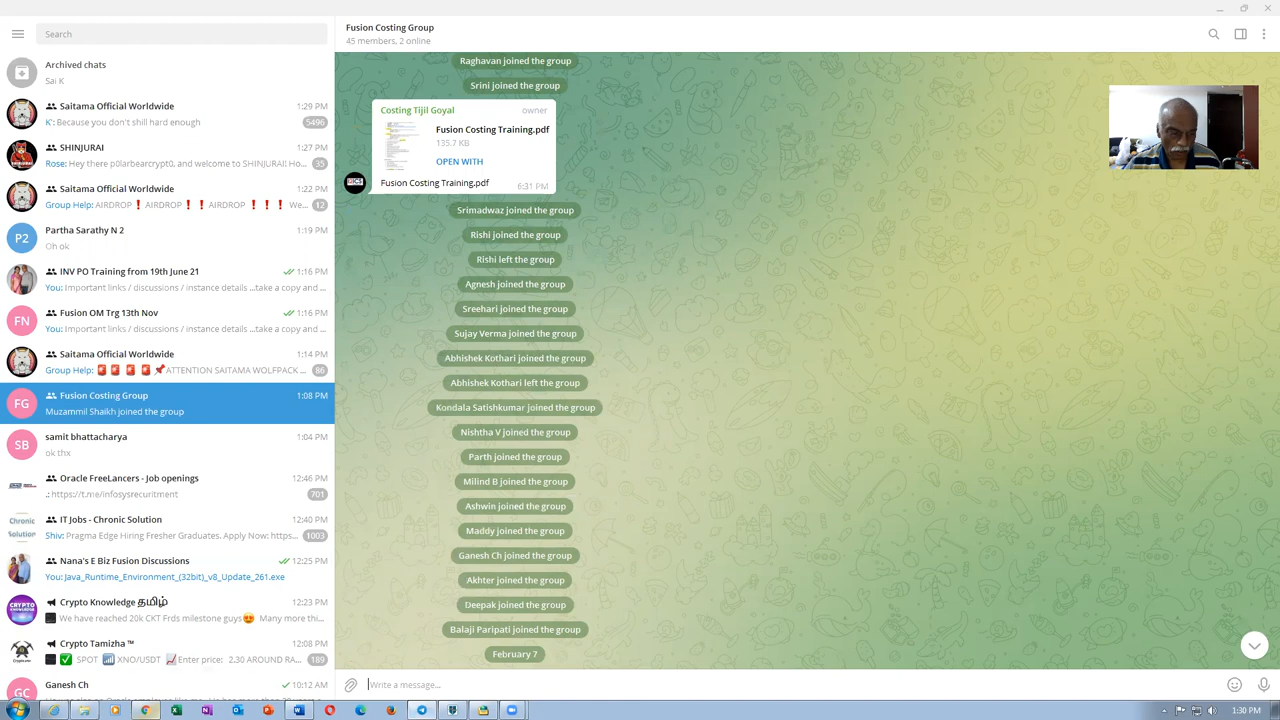 Search
Archived chats
Sai K
Saitama Official Worldwide 1:29 PM
K': Because you don't shill hard enough 5496
SHINJURAI 1:27 PM
Rose: Hey there p0larbearcrypt0, and welcome to SHINJURAI! Ho... 35
Saitama Official Worldwide 1:22 PM
Group Help: AIRDROP❗AIRDROP❗❗AIRDROP❗❗❗ We... 12
P2
Partha Sarathy N 2 1:19 PM
Oh ok
INV PO Training from 19th June 21 1:16 PM
You: Important links / discussions / instance details ...take a copy and ...
FN
Fusion OM Trg 13th Nov 1:16 PM
You: Important links / discussions / instance details ...take a copy and ...
Saitama Official Worldwide 1:14 PM
Group Help: 🚨🚨🚨🚨📌ATTENTION SAITAMA WOLFPACK ... 86
FG
Fusion Costing Group 1:08 PM
Muzammil Shaikh joined the group
SB
samit bhattacharya 1:04 PM
ok thx
Oracle FreeLancers - Job openings 12:46 PM
.: https://t.me/infosysrecuritment 701
Chronic
Solution
IT Jobs - Chronic Solution 12:40 PM
Shiv: Pragma Edge Hiring Fresher Graduates. Apply Now: https... 1003
Nana's E Biz Fusion Discussions 12:25 PM
You: Java_Runtime_Environment_(32bit)_v8_Update_261.exe
CRYPTO
KNOWLEDGE
Crypto Knowledge தமிழ் 12:23 PM
We have reached 20k CKT Frds milestone guys😍 Many more thi...
Crypto Tamizha ™ 12:08 PM
✅ SPOT 📊XNO/USDT 📈Enter price: 2.30 AROUND RA... 189
GC
Ganesh Ch 10:12 AM
Fusion Costing Group
45 members, 2 online
Raghavan joined the group
Srini joined the group
Costing Tijil Goyal owner
Fusion Costing Training.pdf
135.7 KB
OPEN WITH
Fusion Costing Training.pdf 6:31 PM
Srimadwaz joined the group
Rishi joined the group
Rishi left the group
Agnesh joined the group
Sreehari joined the group
Sujay Verma joined the group
Abhishek Kothari joined the group
Abhishek Kothari left the group
Kondala Satishkumar joined the group
Nishtha V joined the group
Parth joined the group
Milind B joined the group
Ashwin joined the group
Maddy joined the group
Ganesh Ch joined the group
Akhter joined the group
Deepak joined the group
Balaji Paripati joined the group
February 7
Write a message...
1:30 PM